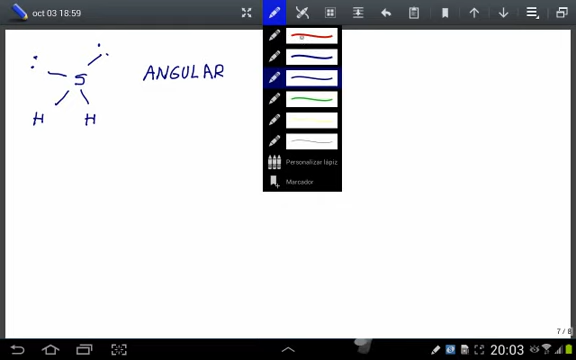 oct 03 18:59
S
ANGULAR
H H
Personalizar lápiz
Marcador
7 / 8
20:03